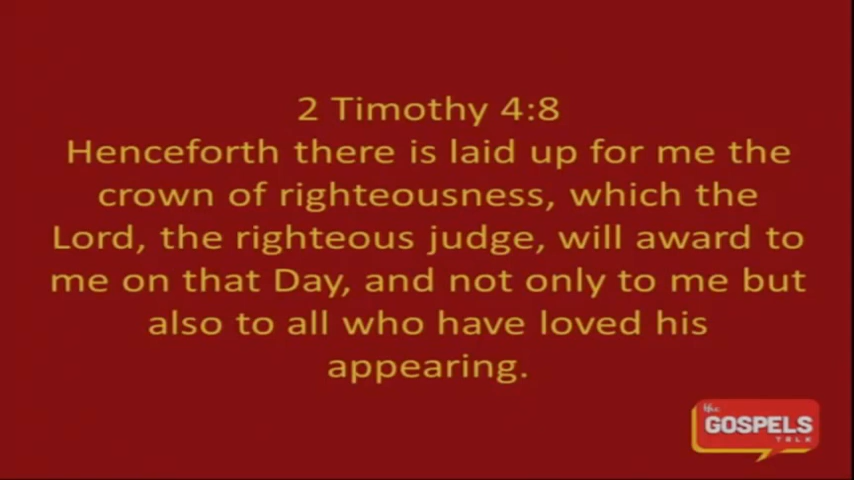 2 Timothy 4:8
Henceforth there is laid up for me the
crown of righteousness, which the
Lord, the righteous judge, will award to
me on that Day, and not only to me but
also to all who have loved his
appearing.
the
GOSPELS
TALK